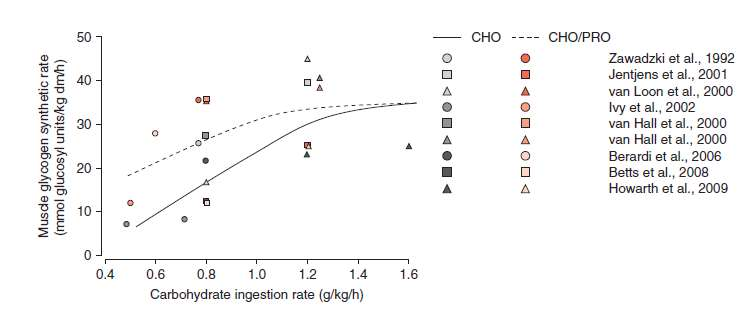 CHO CHO/PRO
Zawadzki et al., 1992
Jentjens et al., 2001
van Loon et al., 2000
Ivy et al., 2002
van Hall et al., 2000
van Hall et al., 2000
Berardi et al., 2006
Betts et al., 2008
Howarth et al., 2009
Muscle glycogen synthetic rate
(mmol glucosyl units/kg dm/h)
50
40
30
20
10
0
0.4 0.6 0.8 1.0 1.2 1.4 1.6
Carbohydrate ingestion rate (g/kg/h)